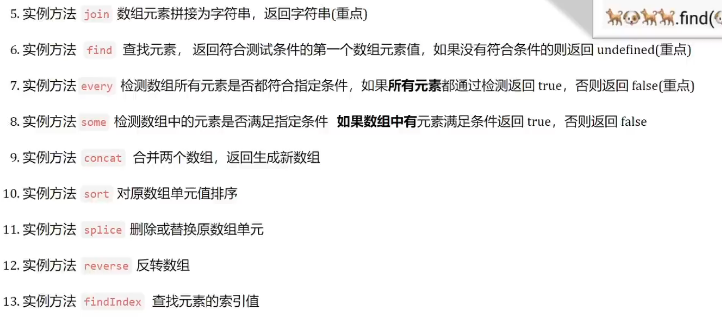 🐕🐶🐕🐕.find(🐶
5. 实例方法 join 数组元素拼接为字符串，返回字符串(重点)
6. 实例方法 find 查找元素， 返回符合测试条件的第一个数组元素值，如果没有符合条件的则返回 undefined(重点)
7. 实例方法 every 检测数组所有元素是否都符合指定条件，如果所有元素都通过检测返回 true，否则返回 false(重点)
8. 实例方法 some 检测数组中的元素是否满足指定条件 如果数组中有元素满足条件返回 true，否则返回 false
9. 实例方法 concat 合并两个数组，返回生成新数组
10. 实例方法 sort 对原数组单元值排序
11. 实例方法 splice 删除或替换原数组单元
12. 实例方法 reverse 反转数组
13. 实例方法 findIndex 查找元素的索引值